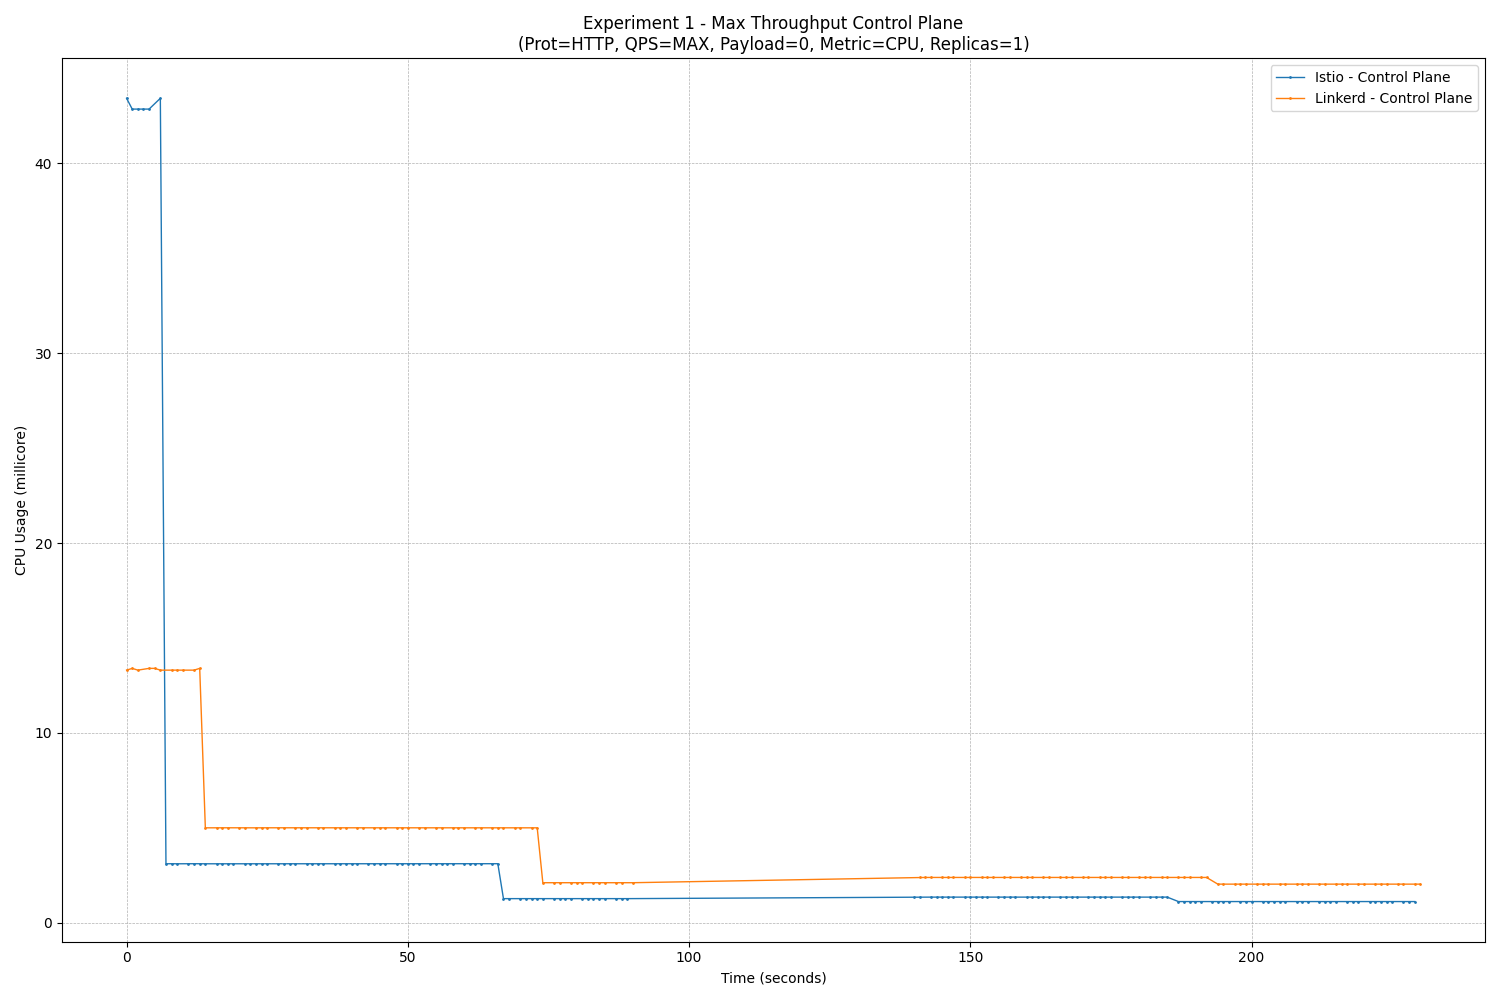 Experiment 1 - Max Throughput Control Plane
(Prot=HTTP, QPS=MAX, Payload=0, Metric=CPU, Replicas=1)
Istio - Control Plane
Linkerd - Control Plane
CPU Usage (millicore)
40
30
20
10
0
0
50
100
150
200
Time (seconds)